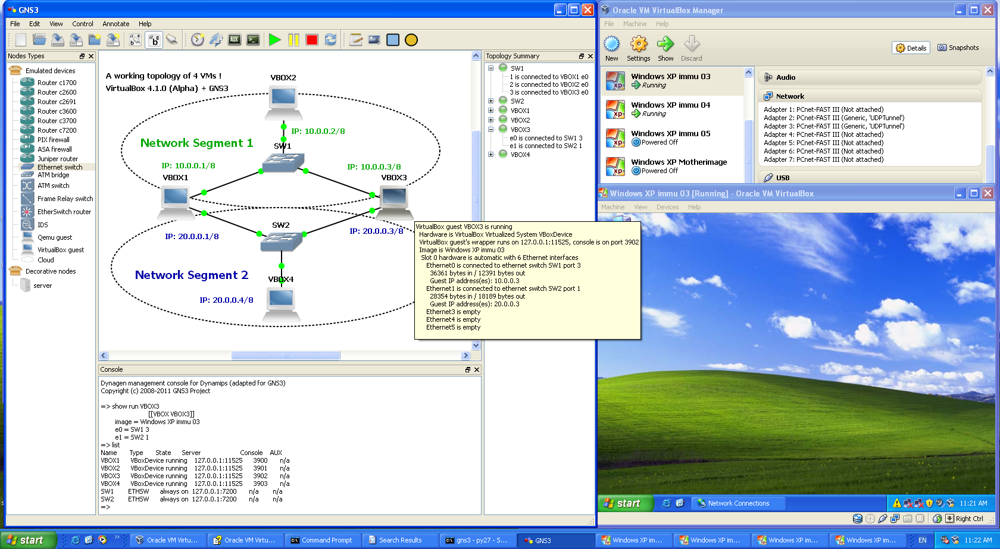 GNS3
File Edit View Control Annotate Help
Nodes Types
Emulated devices
Router c1700
Router c2600
Router c2691
Router c3600
Router c3700
Router c7200
PIX firewall
ASA firewall
Juniper router
Ethernet switch
ATM bridge
ATM switch
Frame Relay switch
EtherSwitch router
IDS
Qemu guest
VirtualBox guest
Cloud
Decorative nodes
server
A working topology of 4 VMs !
VirtualBox 4.1.0 (Alpha) + GNS3
VBOX2
IP: 10.0.0.2/8
Network Segment 1
SW1
IP: 10.0.0.1/8
IP: 10.0.0.3/8
VBOX1
VBOX3
SW2
IP: 20.0.0.1/8
IP: 20.0.0.3/8
Network Segment 2
VBOX4
IP: 20.0.0.4/8
Topology Summary
SW1
1 is connected to VBOX1 e0
2 is connected to VBOX2 e0
3 is connected to VBOX3 e0
SW2
VBOX1
VBOX2
VBOX3
e0 is connected to SW1 3
e1 is connected to SW2 1
VBOX4
VirtualBox guest VBOX3 is running
Hardware is VirtualBox Virtualized System VBoxDevice
VirtualBox guest's wrapper runs on 127.0.0.1:11525, console is on port 3902
Image is Windows XP immu 03
Slot 0 hardware is automatic with 6 Ethernet interfaces
Ethernet0 is connected to ethernet switch SW1 port 3
36361 bytes in / 12391 bytes out
Guest IP address(es): 10.0.0.3
Ethernet1 is connected to ethernet switch SW2 port 1
28354 bytes in / 18189 bytes out
Guest IP address(es): 20.0.0.3
Ethernet3 is empty
Ethernet4 is empty
Ethernet5 is empty
Console
Dynagen management console for Dynamips (adapted for GNS3)
Copyright (c) 2008-2011 GNS3 Project
=> show run VBOX3
[[VBOX VBOX3]]
image = Windows XP immu 03
e0 = SW1 3
e1 = SW2 1
=> list
Name Type State Server Console AUX
VBOX1 VBoxDevice running 127.0.0.1:11525 3900 n/a
VBOX2 VBoxDevice running 127.0.0.1:11525 3901 n/a
VBOX3 VBoxDevice running 127.0.0.1:11525 3902 n/a
VBOX4 VBoxDevice running 127.0.0.1:11525 3903 n/a
SW1 ETHSW always on 127.0.0.1:7200 n/a n/a
SW2 ETHSW always on 127.0.0.1:7200 n/a n/a
=>
Oracle VM VirtualBox Manager
File Machine Help
New Settings Show Discard
Details Snapshots
Windows XP immu 03
Running
Windows XP immu 04
Running
Windows XP immu 05
Powered Off
Windows XP Motherimage
Powered Off
Audio
Network
Adapter 1: PCnet-FAST III (Not attached)
Adapter 2: PCnet-FAST III (Generic, 'UDPTunnel')
Adapter 3: PCnet-FAST III (Generic, 'UDPTunnel')
Adapter 4: PCnet-FAST III (Not attached)
Adapter 5: PCnet-FAST III (Not attached)
Adapter 6: PCnet-FAST III (Not attached)
Adapter 7: PCnet-FAST III (Not attached)
USB
Windows XP immu 03 [Running] - Oracle VM VirtualBox
Machine View Devices Help
start
Network Connections
11:21 AM
Right Ctrl
start
Oracle VM Virtu...
Oracle VM Virtu...
Command Prompt
Search Results
gns3 - py27 - S...
GNS3
Windows XP im...
Windows XP im...
Windows XP im...
Windows XP im...
EN
11:22 AM